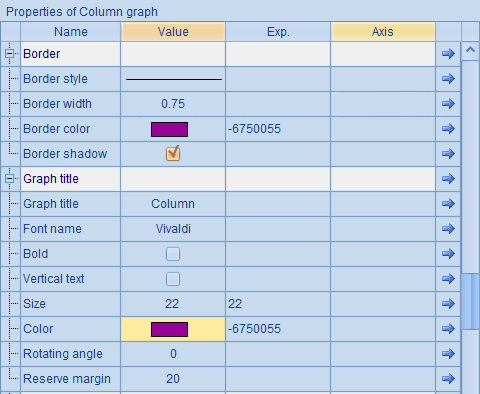 Properties of Column graph
Name Value Exp. Axis
Border
Border style
Border width 0.75
Border color -6750055
Border shadow
Graph title
Graph title Column
Font name Vivaldi
Bold
Vertical text
Size 22 22
Color -6750055
Rotating angle 0
Reserve margin 20